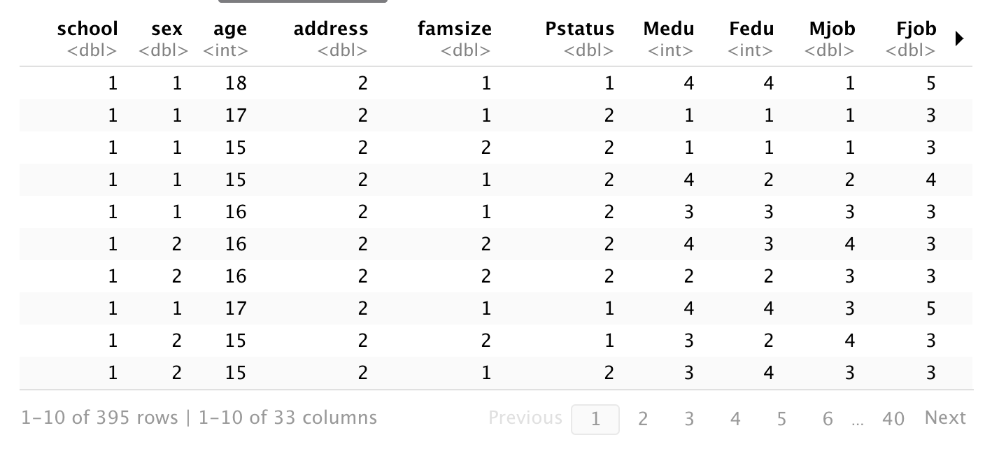 school sex age address famsize Pstatus Medu Fedu Mjob Fjob
<dbl> <dbl> <int> <dbl> <dbl> <dbl> <int> <int> <dbl> <dbl>
1 1 18 2 1 1 4 4 1 5
1 1 17 2 1 2 1 1 1 3
1 1 15 2 2 2 1 1 1 3
1 1 15 2 1 2 4 2 2 4
1 1 16 2 1 2 3 3 3 3
1 2 16 2 2 2 4 3 4 3
1 2 16 2 2 2 2 2 3 3
1 1 17 2 1 1 4 4 3 5
1 2 15 2 2 1 3 2 4 3
1 2 15 2 1 2 3 4 3 3
1–10 of 395 rows | 1–10 of 33 columns Previous 1 2 3 4 5 6 ... 40 Next